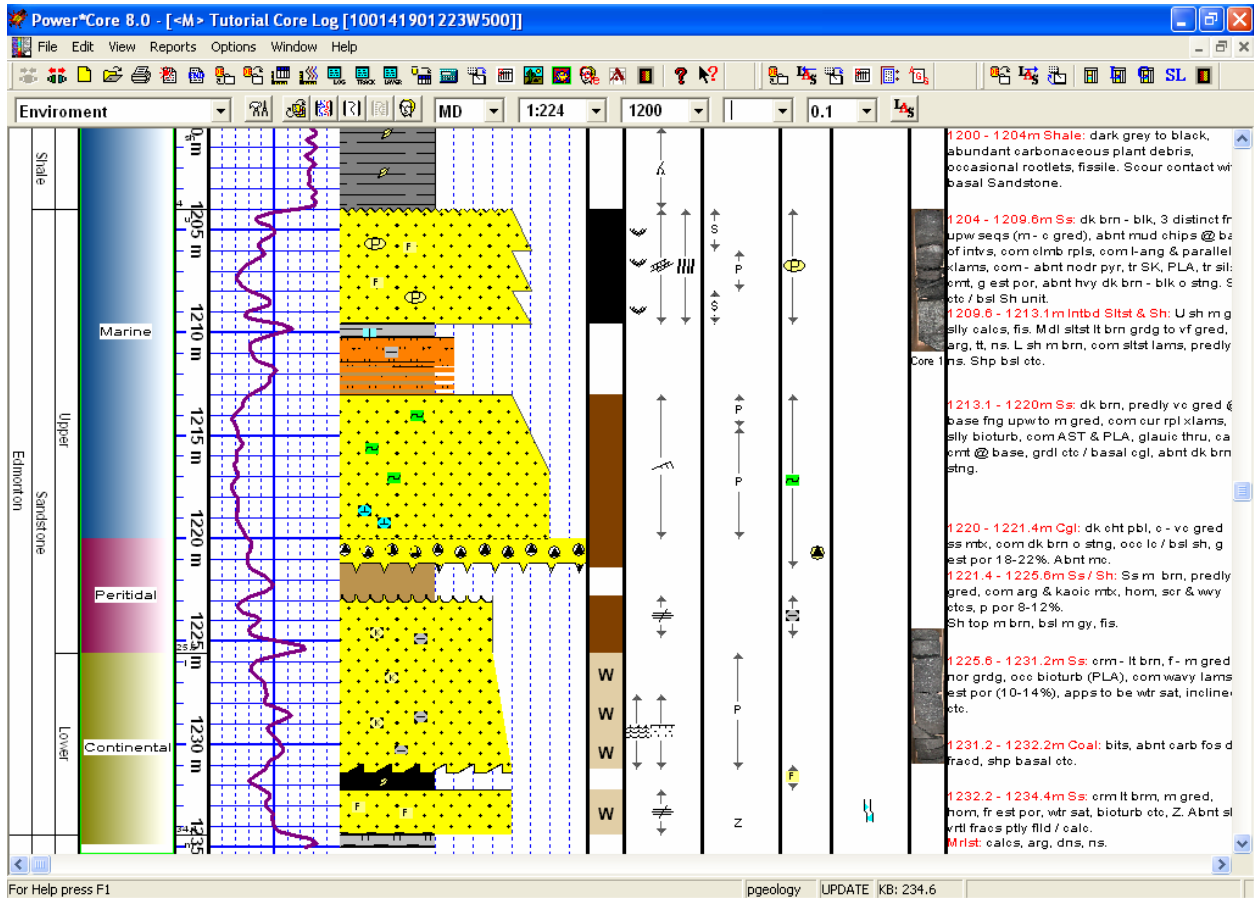 Power*Core 8.0 - [<M> Tutorial Core Log [100141901223W500]]
File Edit View Reports Options Window Help
Enviroment MD 1:224 1200 0.1 LAS
SL
Shale
Edmonton
Upper
Sandstone
Lower
Marine
Peritidal
Continental
1205 m
1210 m
1215 m
1220 m
1225 m
1230 m
1235
F
F
K
K
K
F
F
W
W
W
W
S
P
S
P
P
P
Z
P
F
Core 1
1200 - 1204m Shale: dark grey to black,
abundant carbonaceous plant debris,
occasional rootlets, fissile. Scour contact wi
basal Sandstone.
1204 - 1209.6m Ss: dk brn - blk, 3 distinct fr
upw seqs (m - c gred), abnt mud chips @ ba
of intvs, com clmb rpls, com l-ang & parallel
xlams, com - abnt nodr pyr, tr SK, PLA, tr sil
cmt, g est por, abnt hvy dk brn - blk o stng. S
ctc / bsl Sh unit.
1209.6 - 1213.1m Intbd Sltst & Sh: U sh m g
slly calcs, fis. Mdl sltst lt brn grdg to vf gred,
arg, tt, ns. L sh m brn, com sltst lams, predly
ns. Shp bsl ctc.
1213.1 - 1220m Ss: dk brn, predly vc gred @
base fng upw to m gred, com cur rpl xlams,
slly bioturb, com AST & PLA, glauic thru, ca
cmt @ base, grdl ctc / basal cgl, abnt dk brn
stng.
1220 - 1221.4m Cgl: dk cht pbl, c - vc gred
ss mtx, com dk brn o stng, occ lc / bsl sh, g
est por 18-22%. Abnt mc.
1221.4 - 1225.6m Ss / Sh: Ss m brn, predly
gred, com arg & kaoic mtx, hom, scr & wvy
ctcs, p por 8-12%.
Sh top m brn, bsl m gy, fis.
1225.6 - 1231.2m Ss: crm - lt brn, f - m gred
nor grdg, occ bioturb (PLA), com wavy lams
est por (10-14%), apps to be wtr sat, incline
ctc.
1231.2 - 1232.2m Coal: bits, abnt carb fos d
fracd, shp basal ctc.
1232.2 - 1234.4m Ss: crm lt brn, m gred,
hom, fr est por, wtr sat, bioturb ctc, Z. Abnt sl
vrtl fracs ptly flld / calc.
Mrlst: calcs, arg, dns, ns.
For Help press F1 pgeology UPDATE KB: 234.6